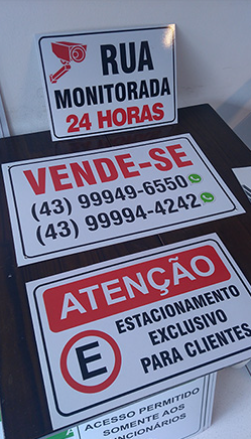 RUA
MONITORADA
24 HORAS
VENDE-SE
(43) 99949-6550
(43) 99994-4242
ATENÇÃO
E
ESTACIONAMENTO
EXCLUSIVO
PARA CLIENTES
ACESSO PERMITIDO
SOMENTE AOS
FUNCIONÁRIOS